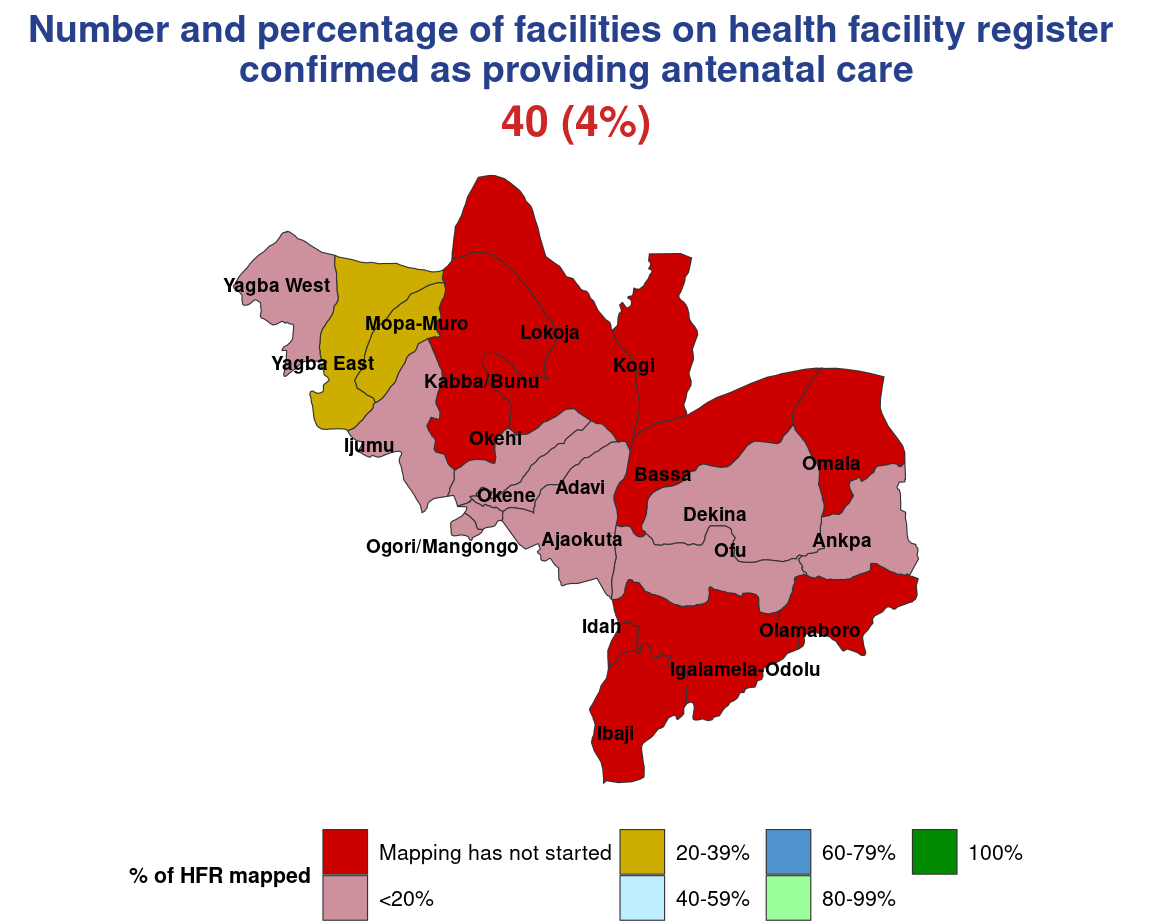 Number and percentage of facilities on health facility register
confirmed as providing antenatal care
40 (4%)
Yagba West
Mopa-Muro
Lokoja
Yagba East
Kogi
Kabba/Bunu
Ijumu
Okehi
Omala
Bassa
Okene
Adavi
Dekina
Ogori/Mangongo
Ajaokuta
Ofu
Ankpa
Idah
Olamaboro
Igalamela-Odolu
Ibaji
% of HFR mapped
Mapping has not started
<20%
20-39%
40-59%
60-79%
80-99%
100%